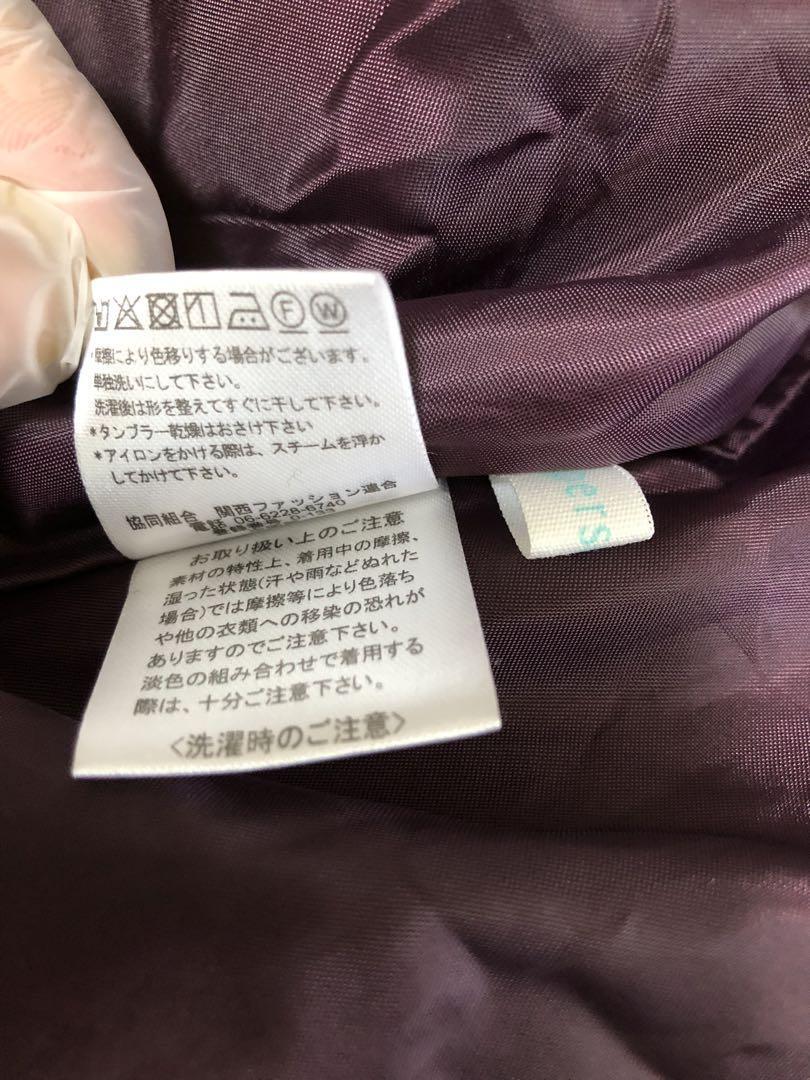 摩擦により色移りする場合がございます。
単独洗いにして下さい。
洗濯後は形を整えてすぐに干して下さい。
*タンブラー乾燥はおさけ下さい
*アイロンをかける際は、スチームを浮か
してかけて下さい。
協同組合 関西ファッション連合
電話 06-6228-6740
お取り扱い上のご注意
素材の特性上、着用中の摩擦、
湿った状態(汗や雨などぬれた
場合)では摩擦等により色落ち
や他の衣類への移染の恐れが
ありますのでご注意下さい。
淡色の組み合わせで着用する
際は、十分ご注意下さい。
〈洗濯時のご注意〉
F
W
pers